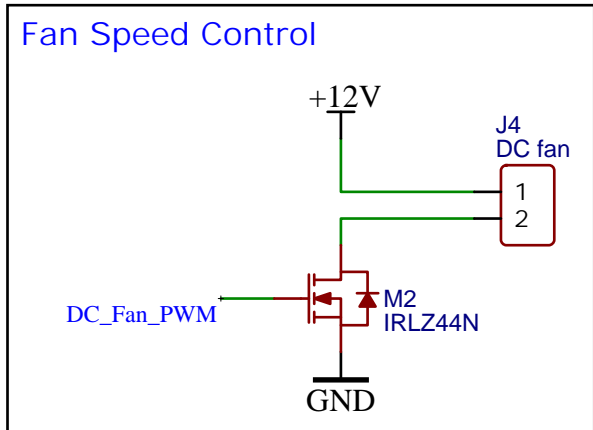 Fan Speed Control
+12V
J4
DC fan
1
2
DC_Fan_PWM
M2
IRLZ44N
GND